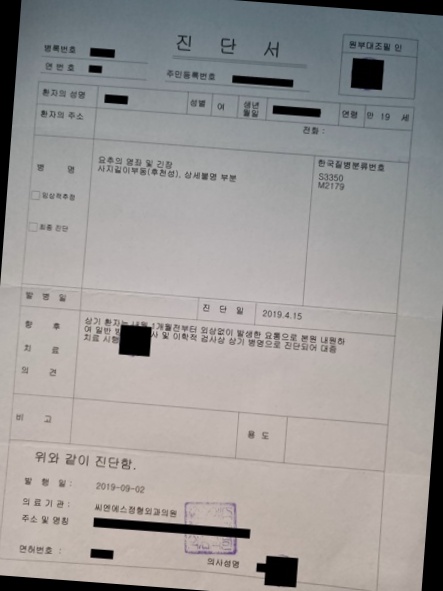 진 단 서
원부대조필 인
병록번호
연 번 호
주민등록번호
환자의 성명
성별
여
생년
월일
연령
만 19 세
환자의 주소
전화 :
병 명
요추의 염좌 및 긴장
사지길이부동(후천성), 상세불명 부분
한국질병분류번호
S3350
M2179
임상적추정
최종 진단
발 병 일
진 단 일
2019.4.15
향 후
치 료
의 견
상기 환자는 내원 1개월전부터 외상없이 발생한 요통으로 본원 내원하
여 일반 및 이학적 검사상 상기 병명으로 진단되어 대증
치료 시행
비 고
용 도
위와 같이 진단함.
발 행 일 : 2019-09-02
의료기관 : 씨엔에스정형외과의원
주소 및 명칭
면허번호 :
의사성명